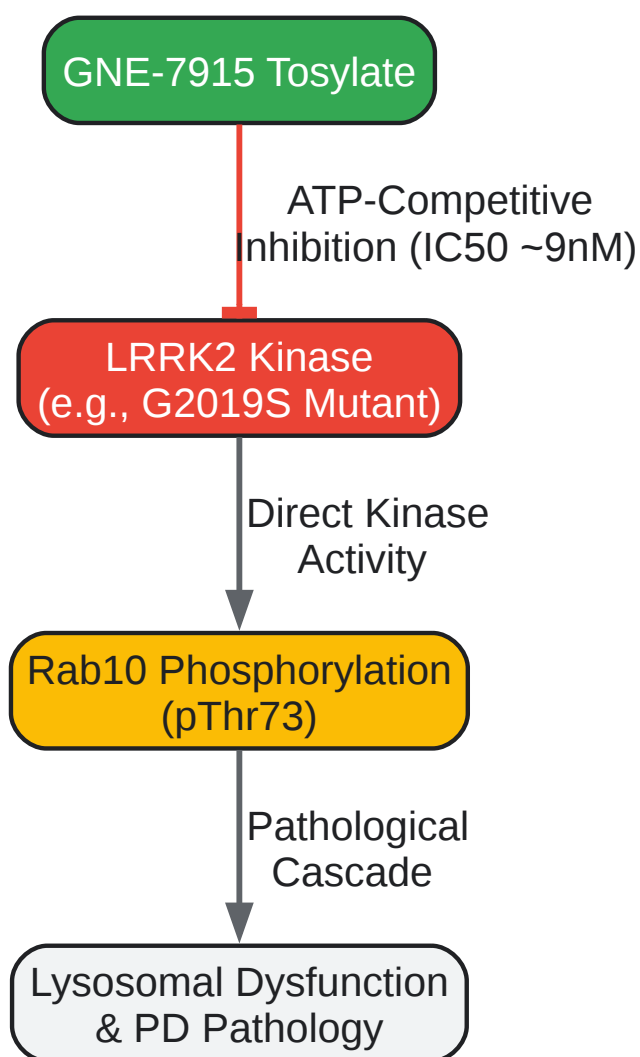 GNE-7915 Tosylate
ATP-Competitive
Inhibition (IC50 ~9nM)
LRRK2 Kinase
(e.g., G2019S Mutant)
Direct Kinase
Activity
Rab10 Phosphorylation
(pThr73)
Pathological
Cascade
Lysosomal Dysfunction
& PD Pathology